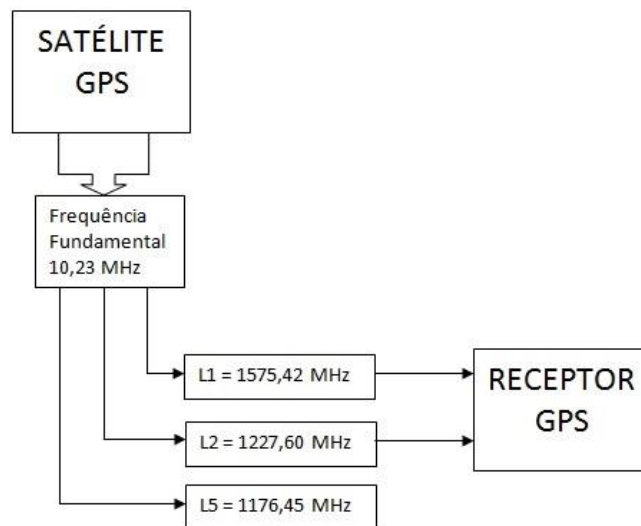 SATÉLITE
GPS
Frequência
Fundamental
10,23 MHz
L1 = 1575,42 MHz
L2 = 1227,60 MHz
L5 = 1176,45 MHz
RECEPTOR
GPS